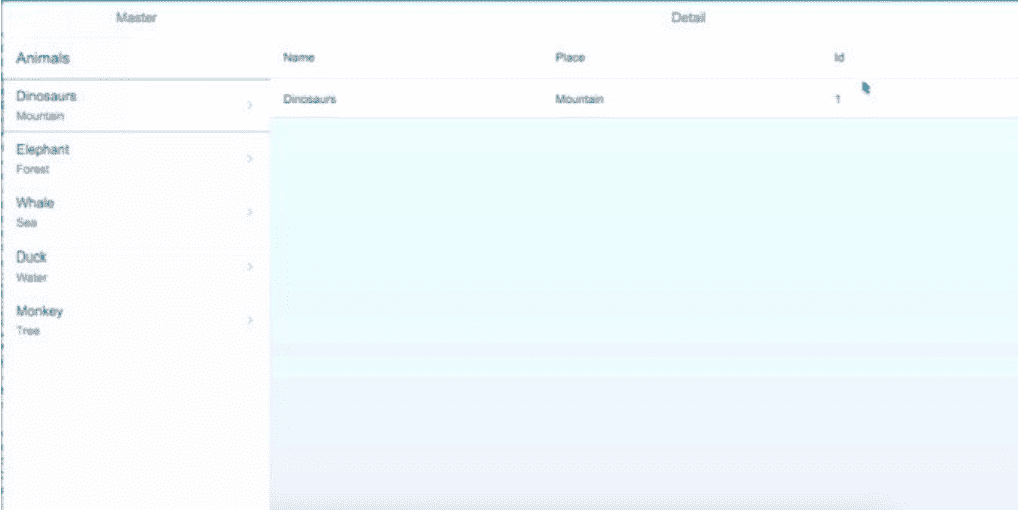 Master
Detail
Animals
Name Place Id
Dinosaurs
Mountain
Dinosaurs Mountain 1
Elephant
Forest
Whale
Sea
Duck
Water
Monkey
Tree